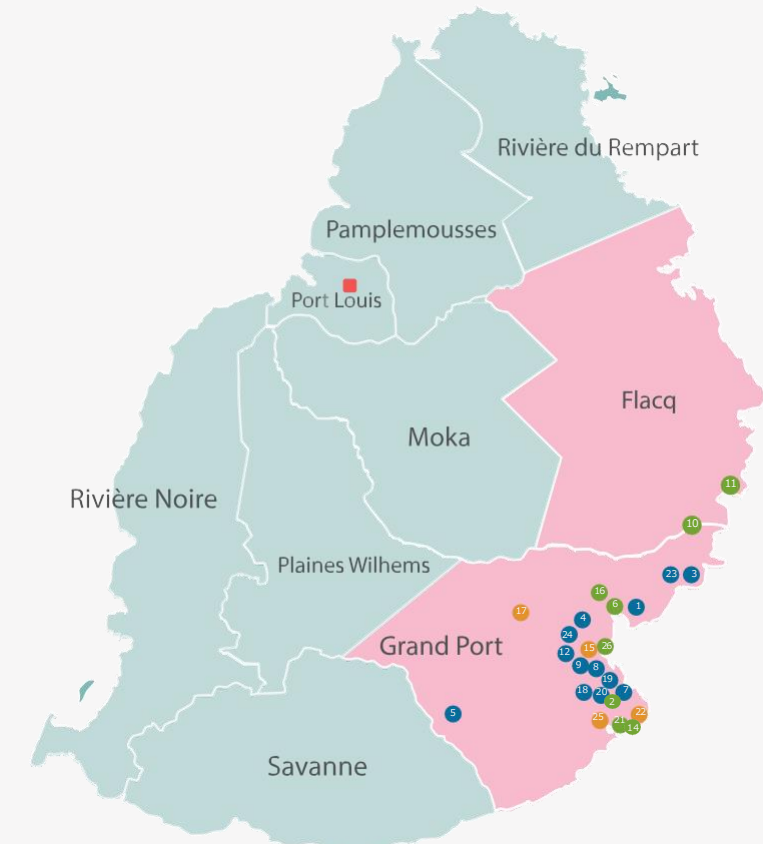 Rivière du Rempart
Pamplemousses
Port Louis
Flacq
Moka
11
Rivière Noire
10
Plaines Wilhems
23
3
16
6
1
17
4
24
Grand Port
15
26
12
9
8
19
18
20
7
2
5
25
22
21
14
Savanne